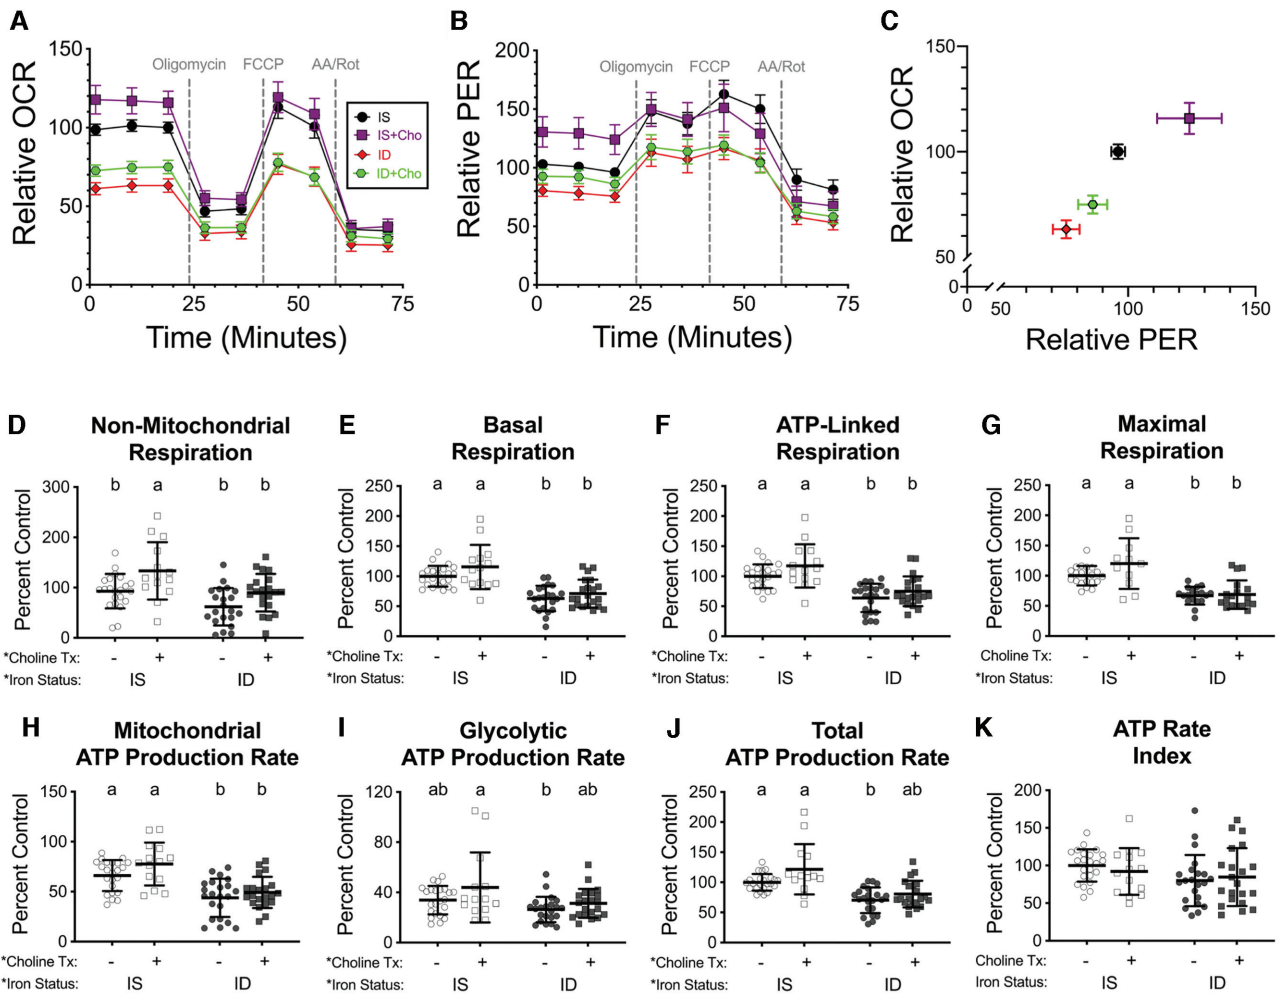 A
Relative OCR
150
100
50
0
Oligomycin FCCP AA/Rot
IS
IS+Cho
ID
ID+Cho
0 25 50 75
Time (Minutes)
B
Relative PER
200
150
100
50
0
Oligomycin FCCP AA/Rot
0 25 50 75
Time (Minutes)
C
Relative OCR
150
100
50
0
0 50 100 150
Relative PER
D
Non-Mitochondrial
Respiration
Percent Control
300
200
100
0
b a b b
*Choline Tx: - + - +
*Iron Status: IS ID
E
Basal
Respiration
Percent Control
250
200
150
100
50
0
a a b b
*Choline Tx: - + - +
*Iron Status: IS ID
F
ATP-Linked
Respiration
Percent Control
250
200
150
100
50
0
a a b b
*Choline Tx: - + - +
*Iron Status: IS ID
G
Maximal
Respiration
Percent Control
250
200
150
100
50
0
a a b b
Choline Tx: - + - +
*Iron Status: IS ID
H
Mitochondrial
ATP Production Rate
Percent Control
150
100
50
0
a a b b
*Choline Tx: - + - +
*Iron Status: IS ID
I
Glycolytic
ATP Production Rate
Percent Control
120
80
40
0
ab a b ab
*Choline Tx: - + - +
*Iron Status: IS ID
J
Total
ATP Production Rate
Percent Control
250
200
150
100
50
0
a a b ab
*Choline Tx: - + - +
*Iron Status: IS ID
K
ATP Rate
Index
Percent Control
200
150
100
50
0
Choline Tx: - + - +
Iron Status: IS ID